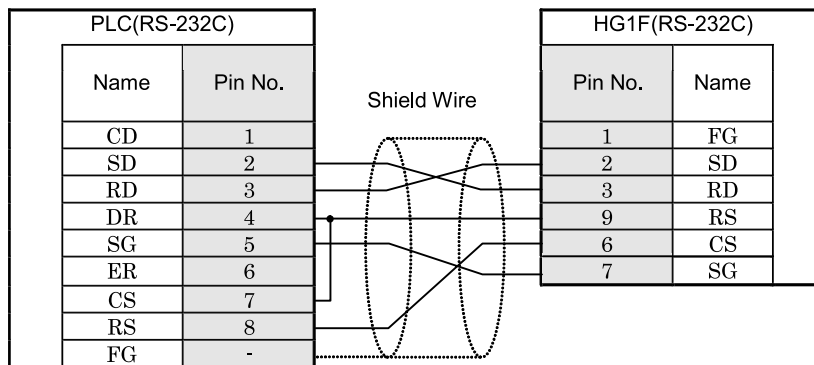 PLC(RS-232C)
HG1F(RS-232C)
Name Pin No.
Shield Wire
Pin No. Name
CD 1
SD 2
RD 3
DR 4
SG 5
ER 6
CS 7
RS 8
FG -
1 FG
2 SD
3 RD
9 RS
6 CS
7 SG